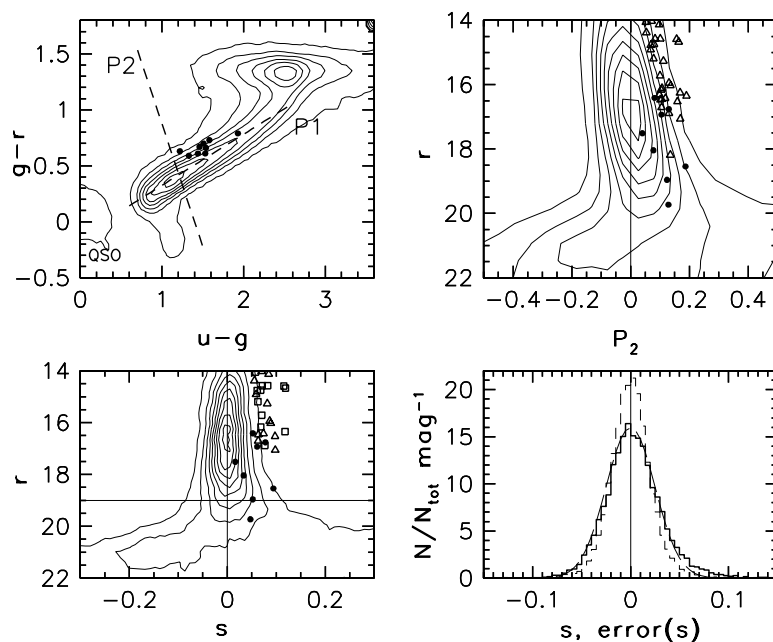 1.5
1
0.5
0
−0.5
g−r
P2
P1
QSO
0 1 2 3
u−g
14
16
18
20
22
r
−0.4 −0.2 0 0.2 0.4
P2
14
16
18
20
22
r
−0.2 0 0.2
s
20
15
10
5
0
N/Ntot mag-1
−0.1 0 0.1
s, error(s)